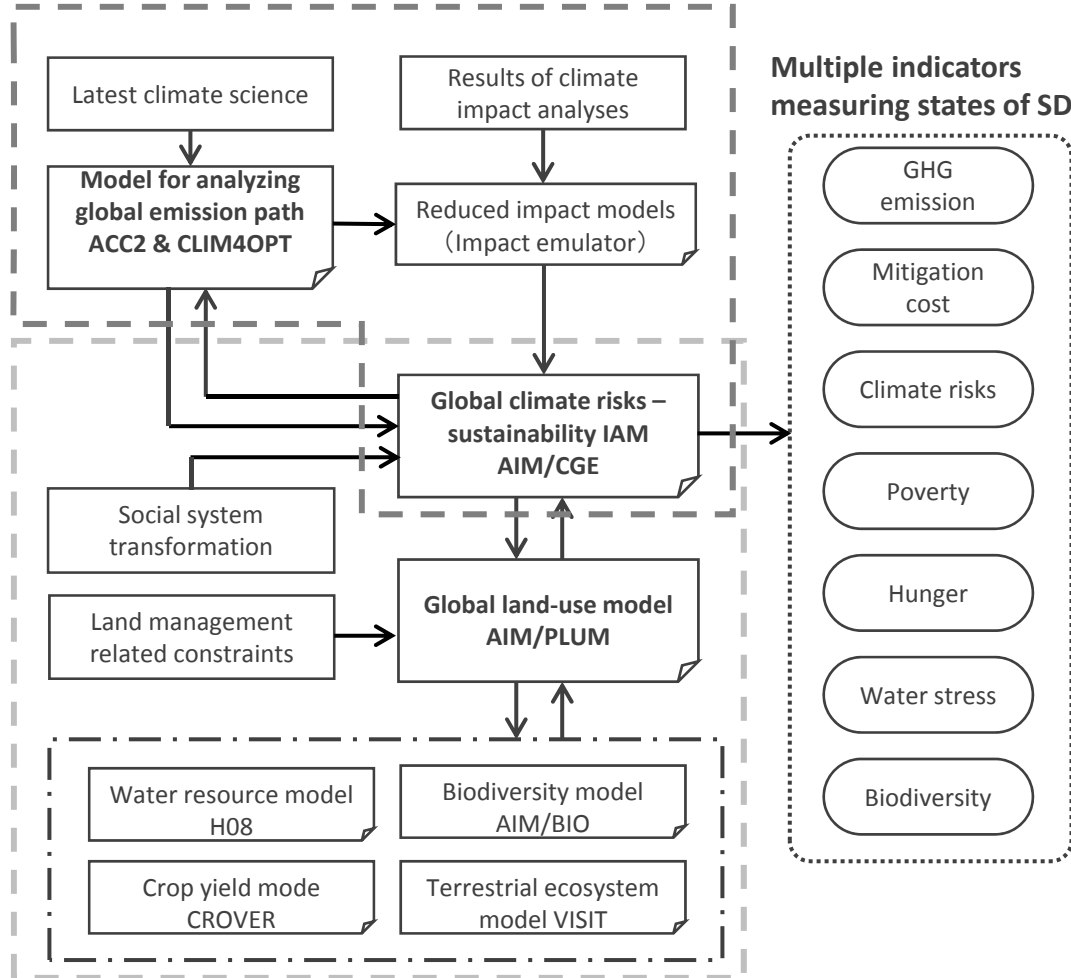 Latest climate science
Results of climate
impact analyses
Model for analyzing
global emission path
ACC2 & CLIM4OPT
Reduced impact models
（Impact emulator）
Global climate risks –
sustainability IAM
AIM/CGE
Social system
transformation
Land management
related constraints
Global land-use model
AIM/PLUM
Water resource model
H08
Biodiversity model
AIM/BIO
Crop yield mode
CROVER
Terrestrial ecosystem
model VISIT
Multiple indicators
measuring states of SD
GHG
emission
Mitigation
cost
Climate risks
Poverty
Hunger
Water stress
Biodiversity